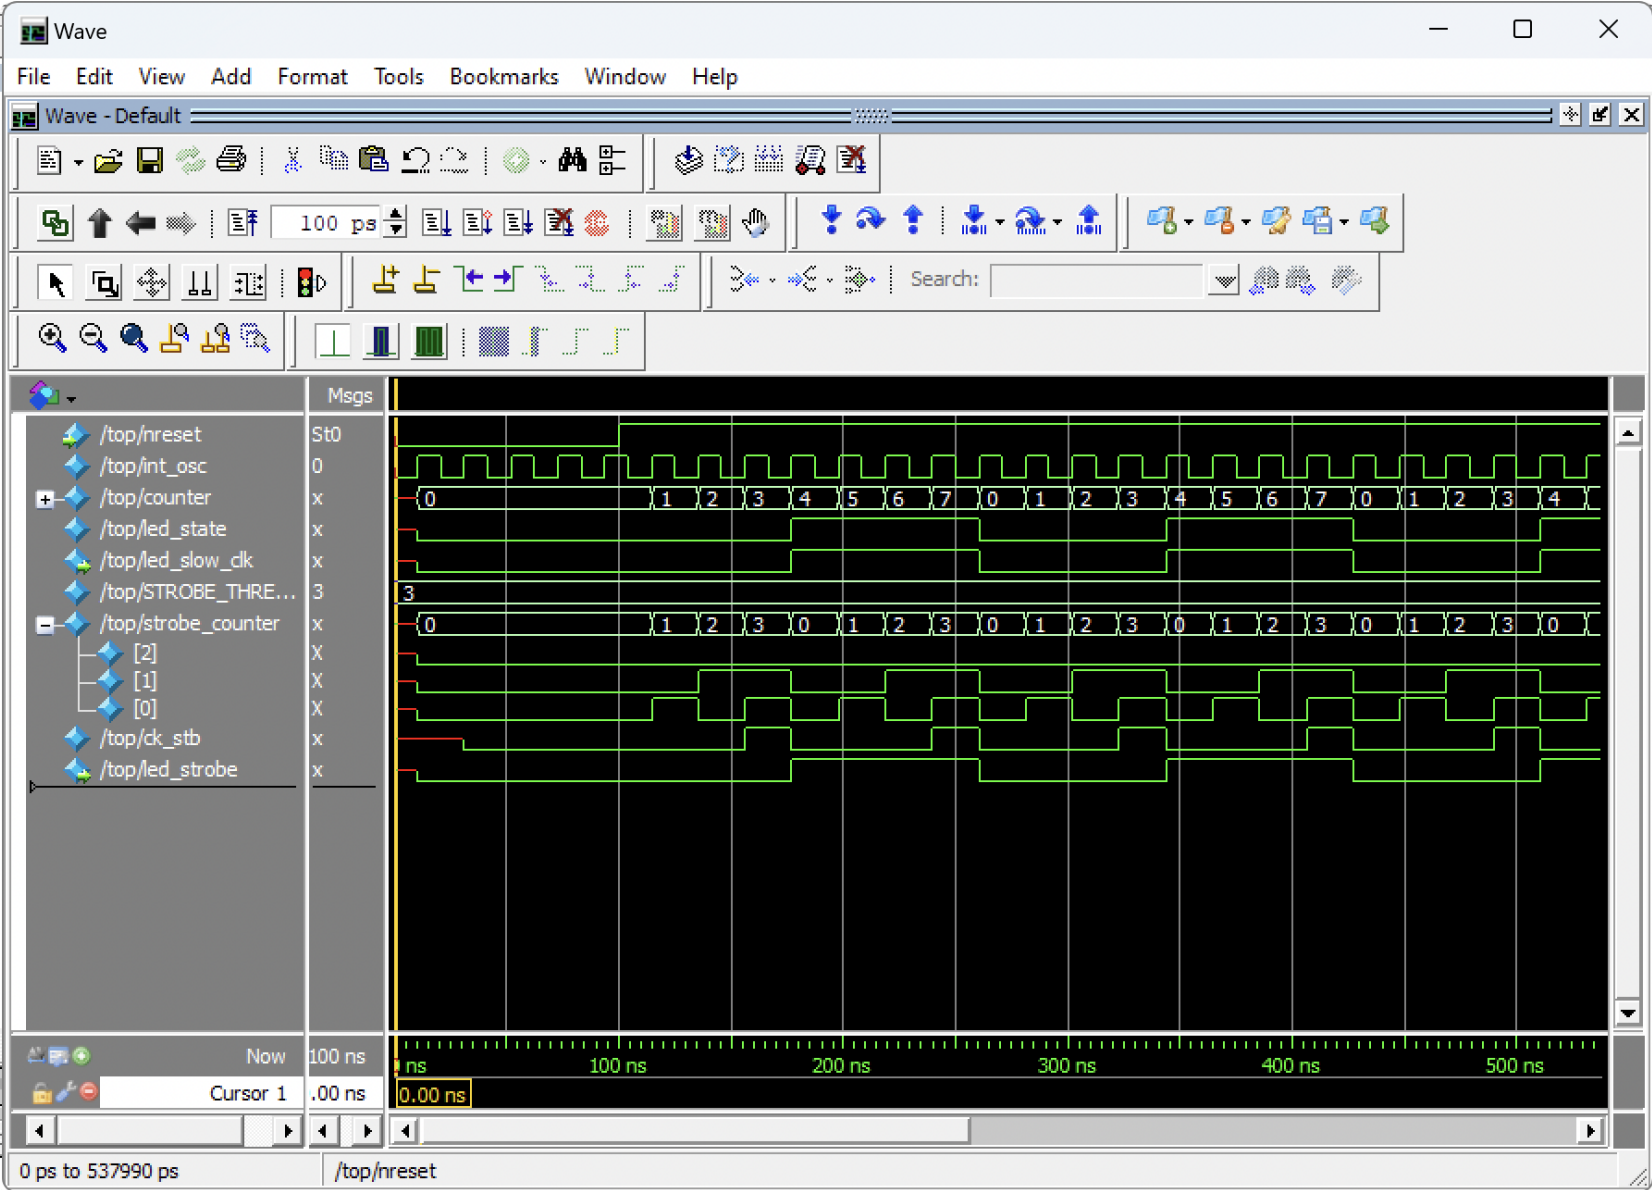 Wave
File Edit View Add Format Tools Bookmarks Window Help
Wave - Default
100 ps
Search:
Msgs
/top/nreset St0
/top/int_osc 0
/top/counter x 0 1 2 3 4 5 6 7 0 1 2 3 4 5 6 7 0 1 2 3 4
/top/led_state x
/top/led_slow_clk x
/top/STROBE_THRE... 3 3
/top/strobe_counter x 0 1 2 3 0 1 2 3 0 1 2 3 0 1 2 3 0 1 2 3 0
[2] X
[1] X
[0] X
/top/ck_stb x
/top/led_strobe x
Now 100 ns ns 100 ns 200 ns 300 ns 400 ns 500 ns
Cursor 1 .00 ns 0.00 ns
0 ps to 537990 ps /top/nreset